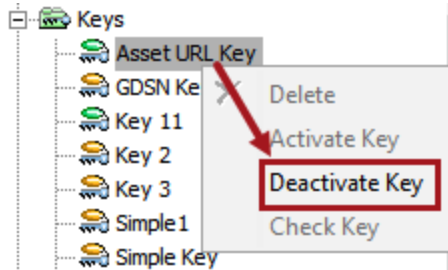 Keys
Asset URL Key
GDSN Ke
Delete
Key 11
Activate Key
Key 2
Deactivate Key
Key 3
Simple1
Check Key
Simple Key